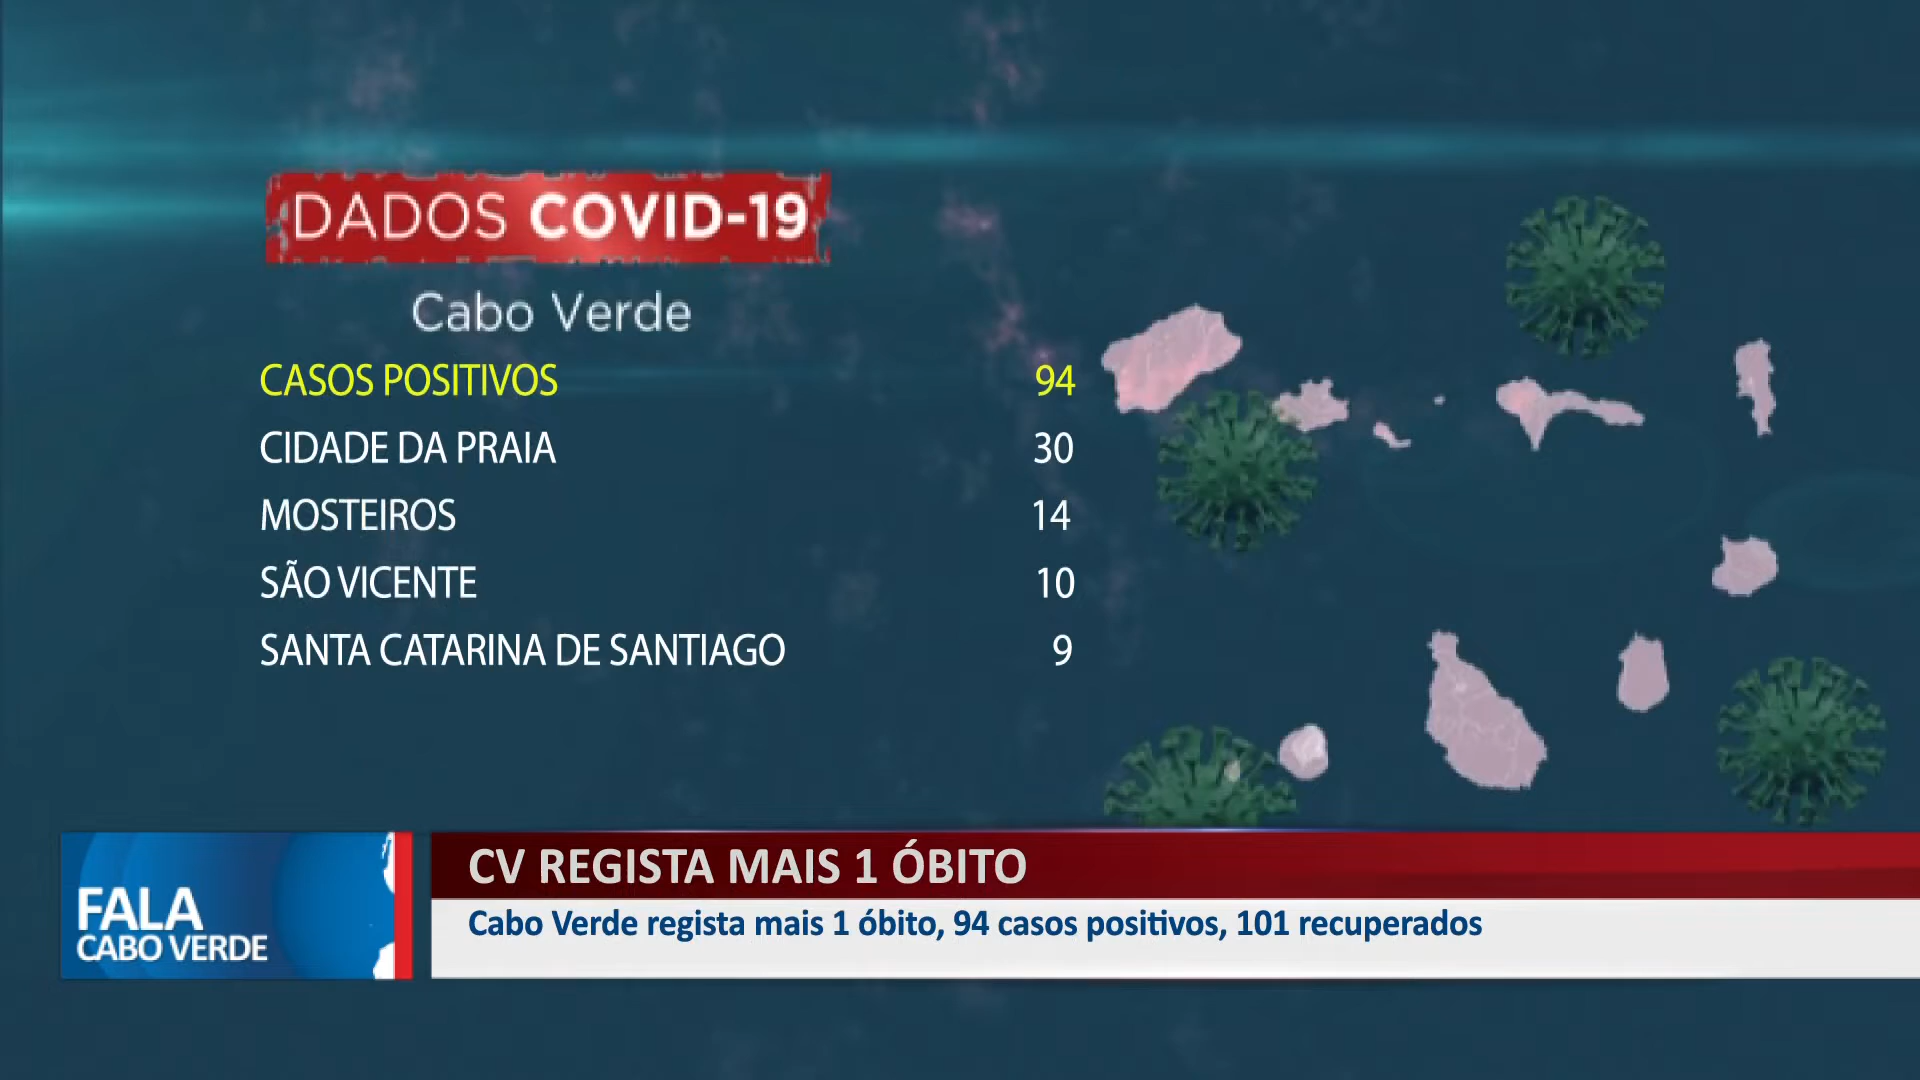 DADOS COVID-19
Cabo Verde
CASOS POSITIVOS 94
CIDADE DA PRAIA 30
MOSTEIROS 14
SÃO VICENTE 10
SANTA CATARINA DE SANTIAGO 9
CV REGISTA MAIS 1 ÓBITO
Cabo Verde regista mais 1 óbito, 94 casos positivos, 101 recuperados
FALA
CABO VERDE